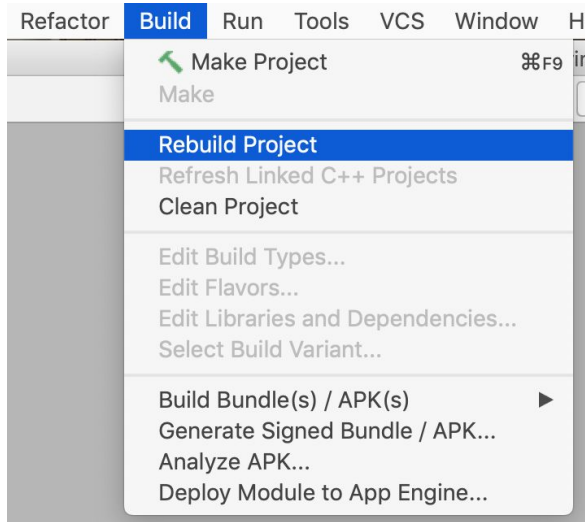 Refactor Build Run Tools VCS Window
Make Project ⌘F9
Make
Rebuild Project
Refresh Linked C++ Projects
Clean Project
Edit Build Types...
Edit Flavors...
Edit Libraries and Dependencies...
Select Build Variant...
Build Bundle(s) / APK(s)
Generate Signed Bundle / APK...
Analyze APK...
Deploy Module to App Engine...